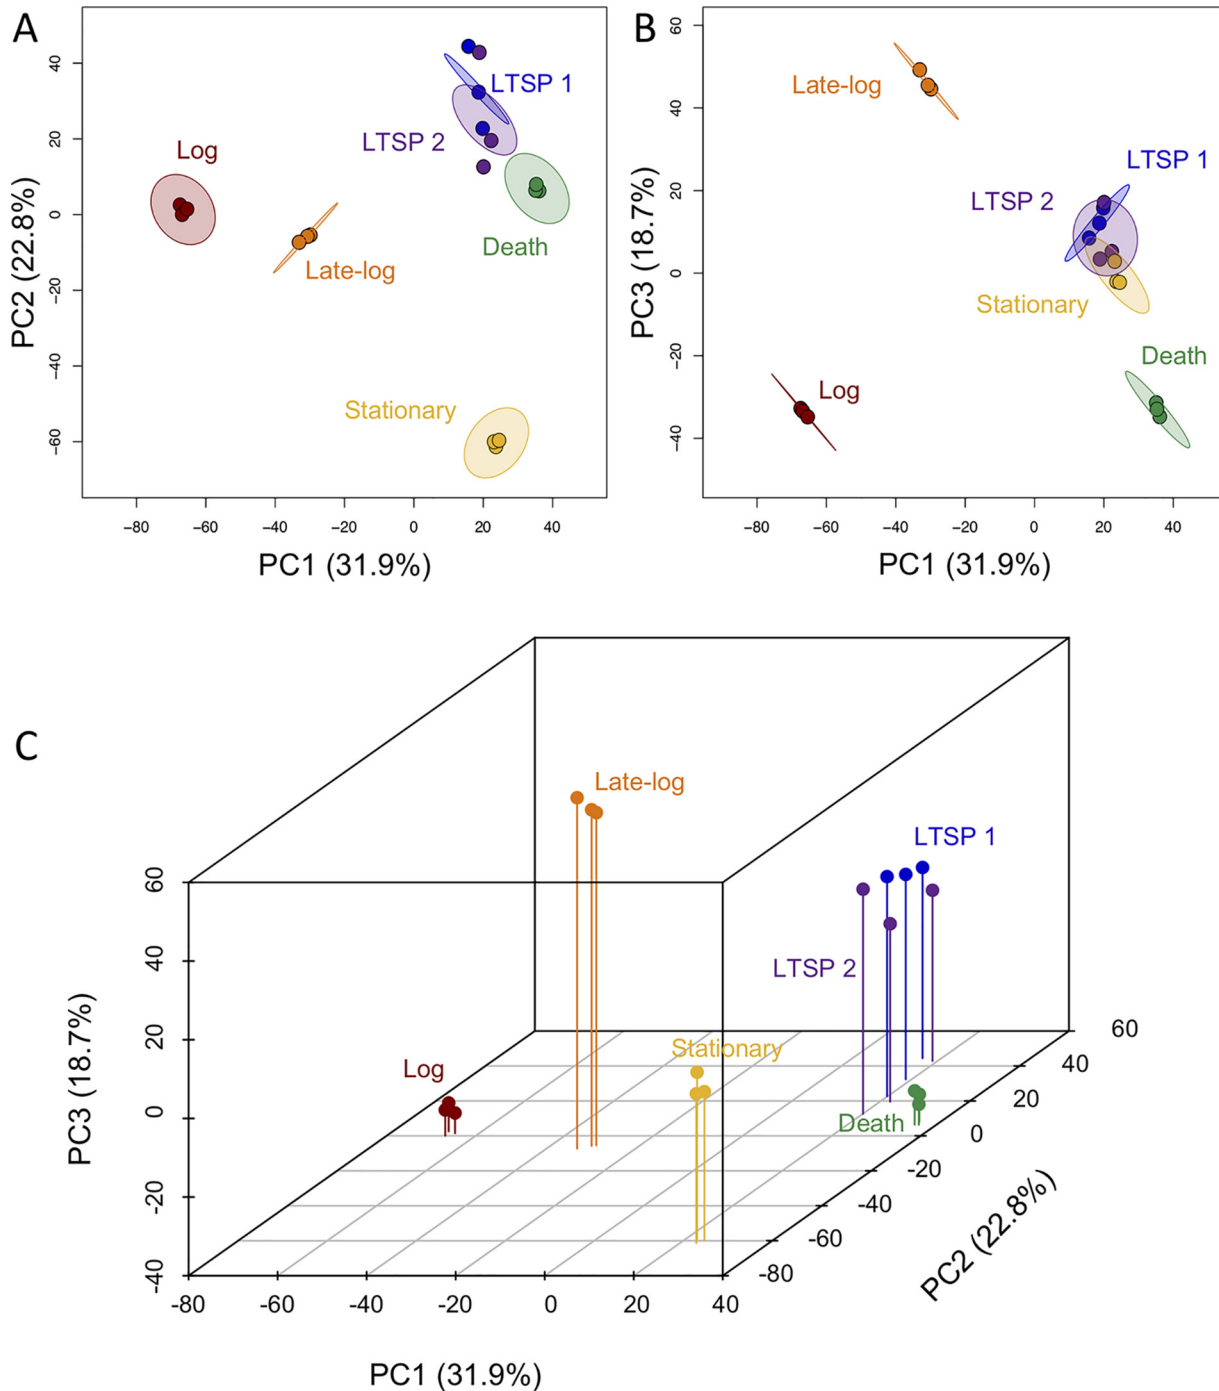 A
40
20
0
−20
−40
−60
PC2 (22.8%)
LTSP 1
LTSP 2
Log
Death
Late-log
Stationary
−80 −60 −40 −20 0 20 40
PC1 (31.9%)
B
60
40
20
0
−20
−40
PC3 (18.7%)
Late-log
LTSP 1
LTSP 2
Stationary
Death
Log
−80 −60 −40 −20 0 20 40
PC1 (31.9%)
C
Late-log
LTSP 1
LTSP 2
Stationary
Log
Death
60
40
20
0
-20
-40
PC3 (18.7%)
60
40
20
0
-20
-40
-60
-80
PC2 (22.8%)
-80 -60 -40 -20 0 20 40
PC1 (31.9%)